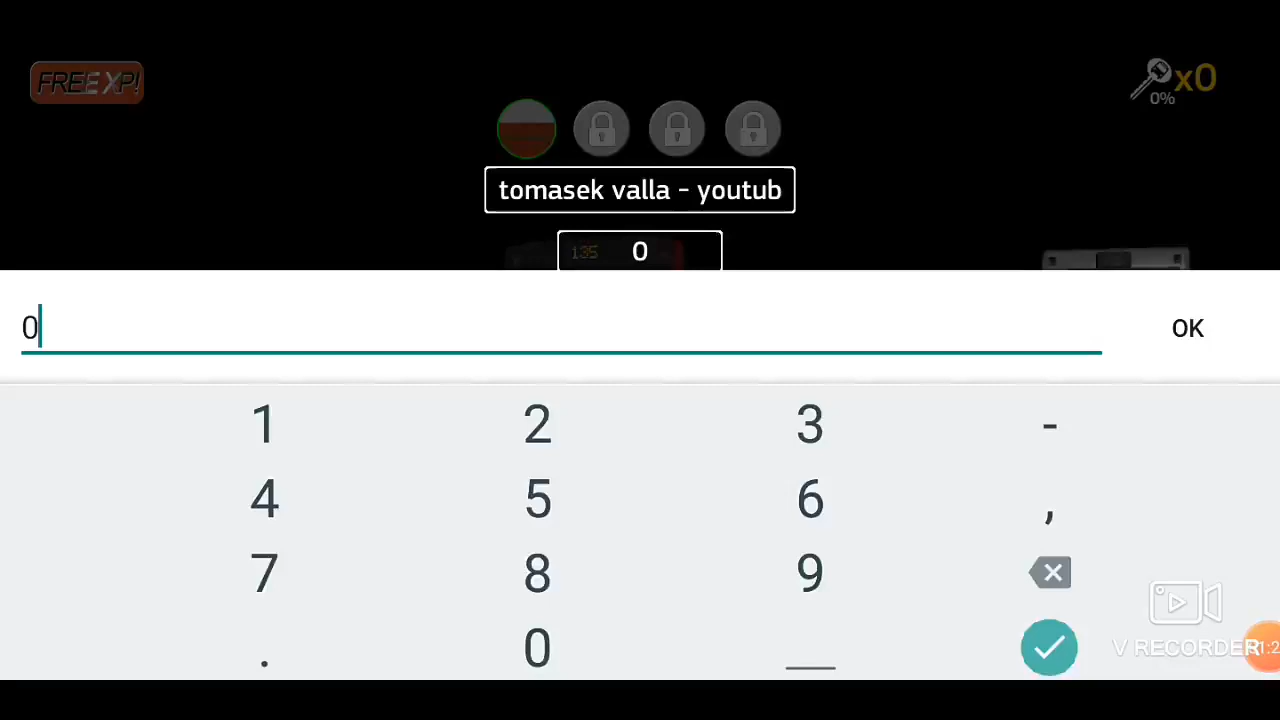 FREE XP!
x0
0%
tomasek valla - youtub
135
0
0
OK
1 2 3 -
4 5 6 ,
7 8 9
. 0 _
V RECORDER